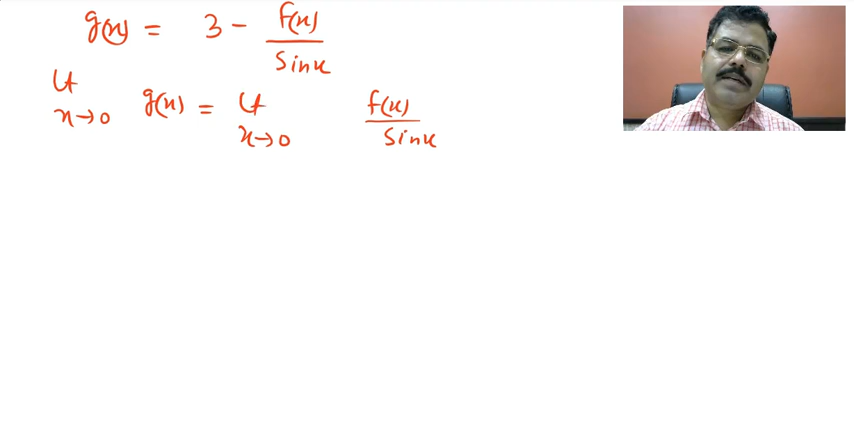 g(x) = 3 - f(x)/sinx
Lt x→0 g(x) = Lt x→0 f(x)/sinx